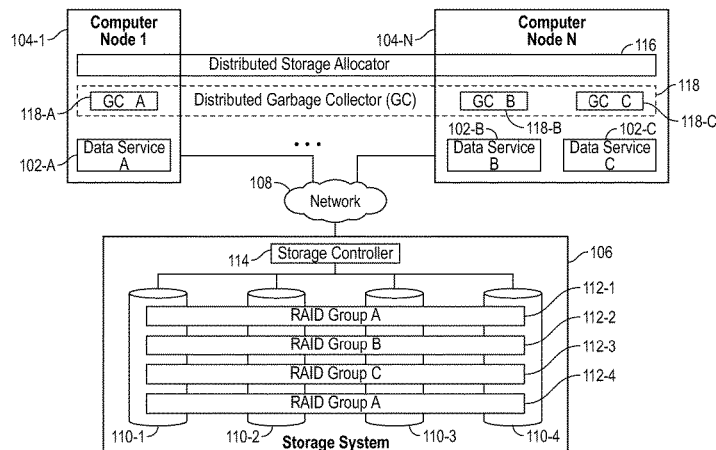 Computer
Node 1
104-1
Computer
Node N
104-N
116
Distributed Storage Allocator
118
GC A
Distributed Garbage Collector (GC)
GC B
GC C
118-A
118-B
118-C
102-B
102-C
102-A
Data Service
A
...
Data Service
B
Data Service
C
108
Network
114
Storage Controller
106
112-1
RAID Group A
112-2
RAID Group B
112-3
RAID Group C
112-4
RAID Group A
110-1
110-2
110-3
110-4
Storage System